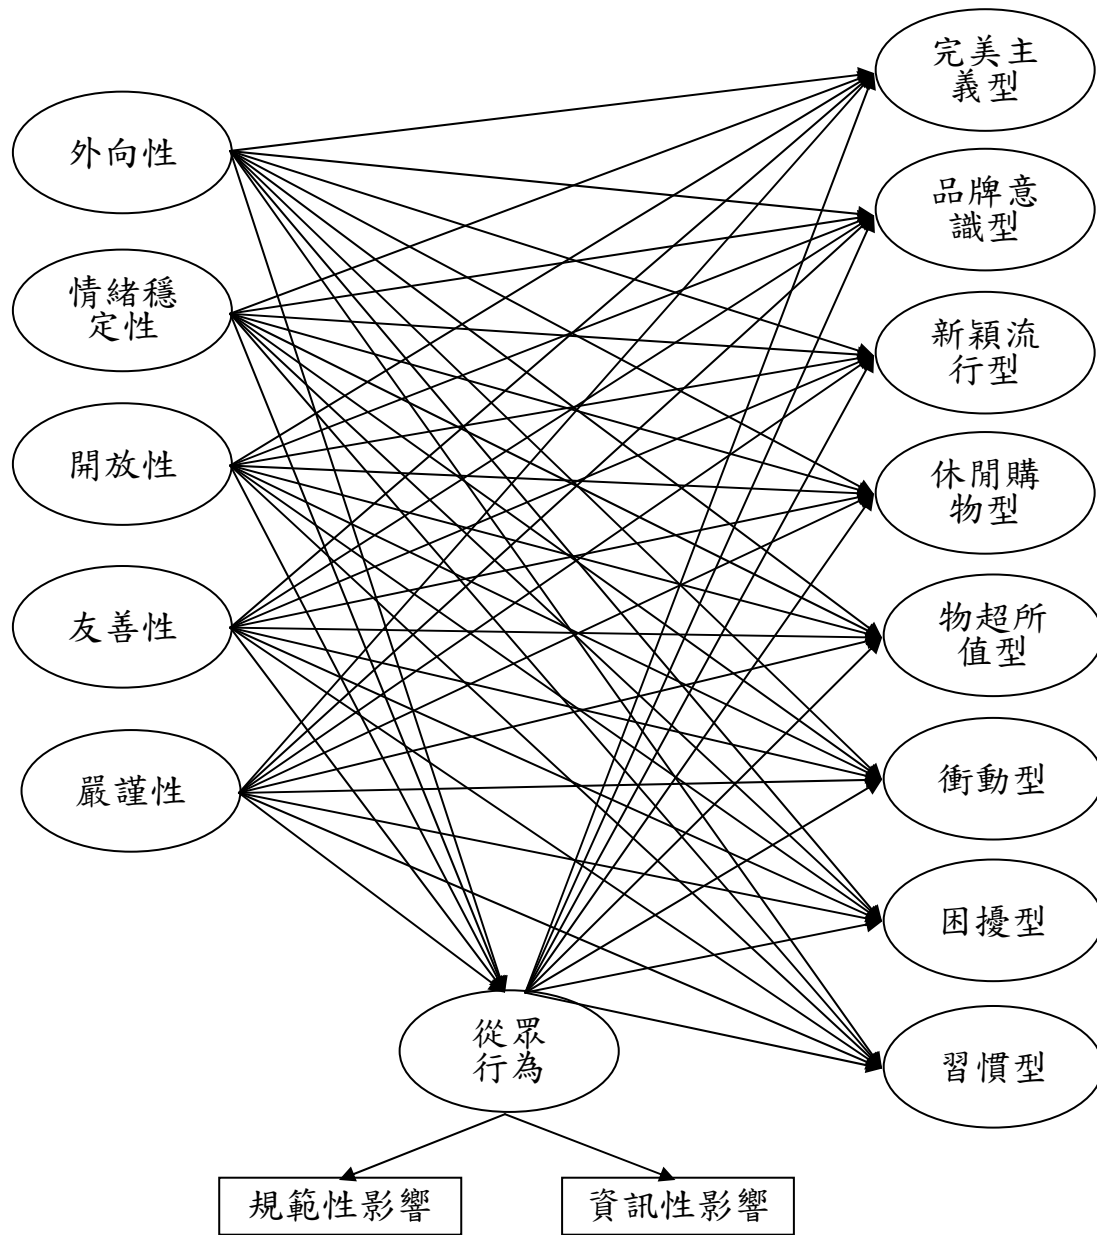 外向性
情緒穩
定性
開放性
友善性
嚴謹性
完美主
義型
品牌意
識型
新穎流
行型
休閒購
物型
物超所
值型
衝動型
困擾型
習慣型
從眾
行為
規範性影響
資訊性影響